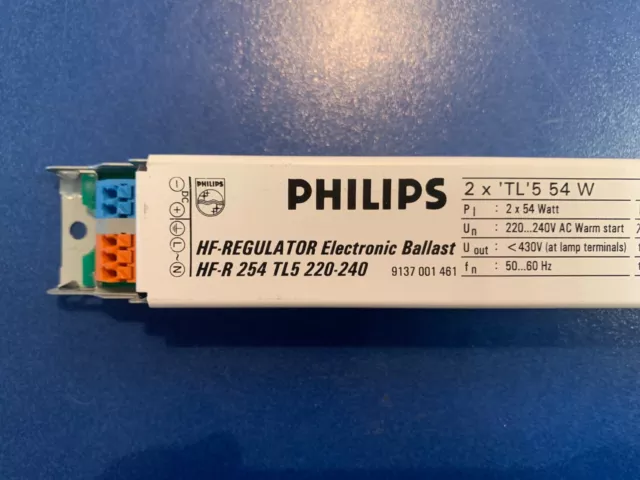 PHILIPS
DC
L
N
PHILIPS
HF-REGULATOR Electronic Ballast
HF-R 254 TL5 220-240 9137 001 461
2 x 'TL'5 54 W
P I : 2 x 54 Watt
U n : 220...240V AC Warm start
U out : <430V (at lamp terminals)
f n : 50...60 Hz